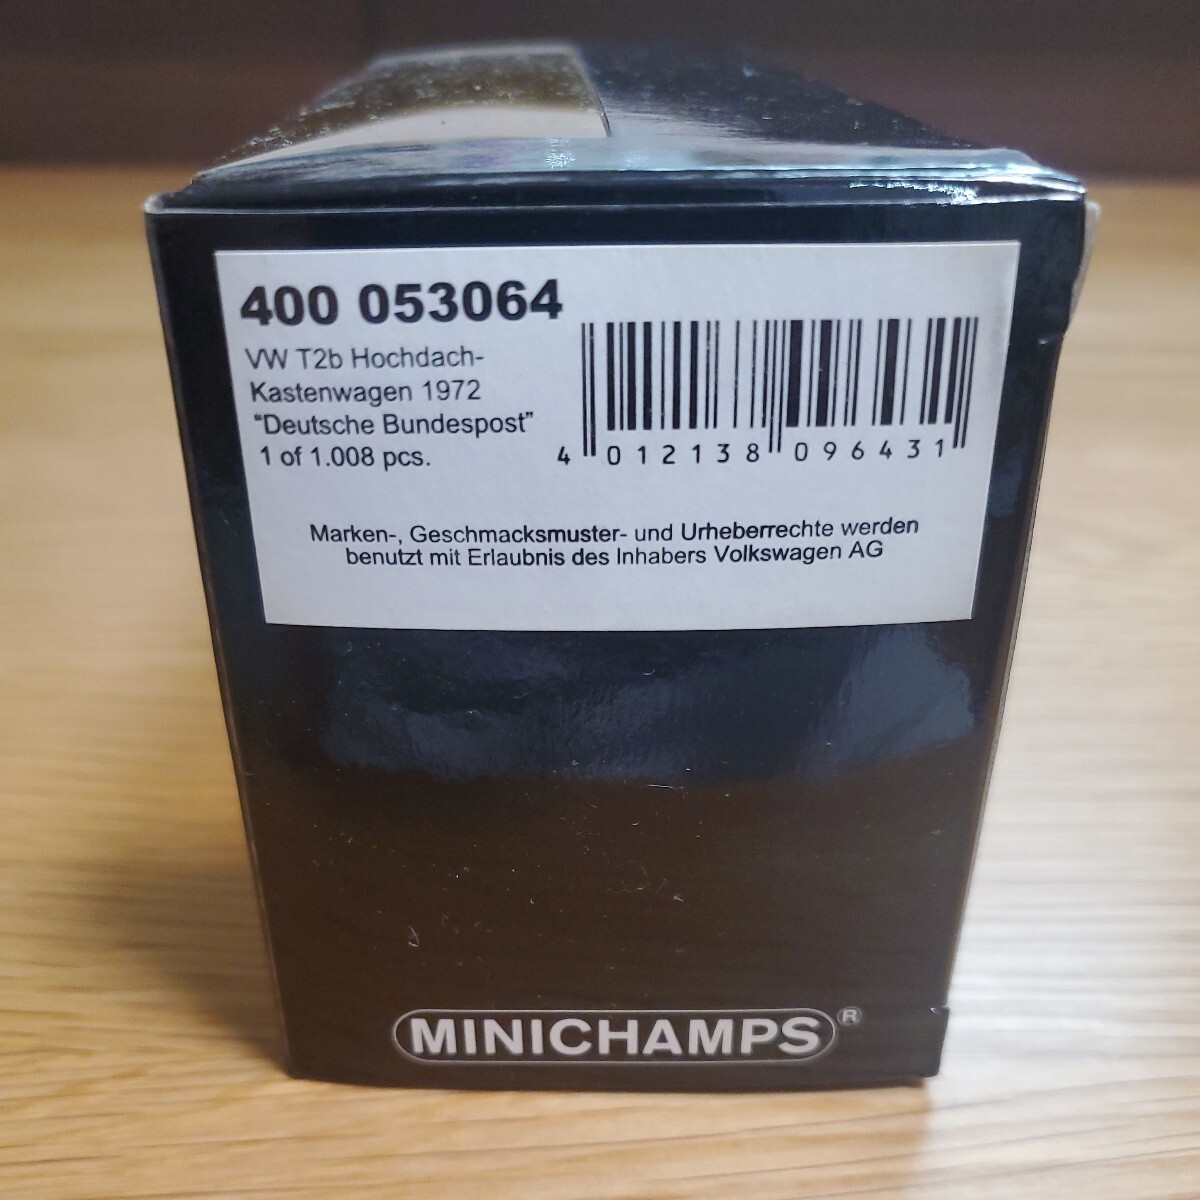 400 053064
VW T2b Hochdach-
Kastenwagen 1972
"Deutsche Bundespost"
1 of 1.008 pcs.
4 012138 096431
Marken-, Geschmacksmuster- und Urheberrechte werden
benutzt mit Erlaubnis des Inhabers Volkswagen AG
MINICHAMPS®